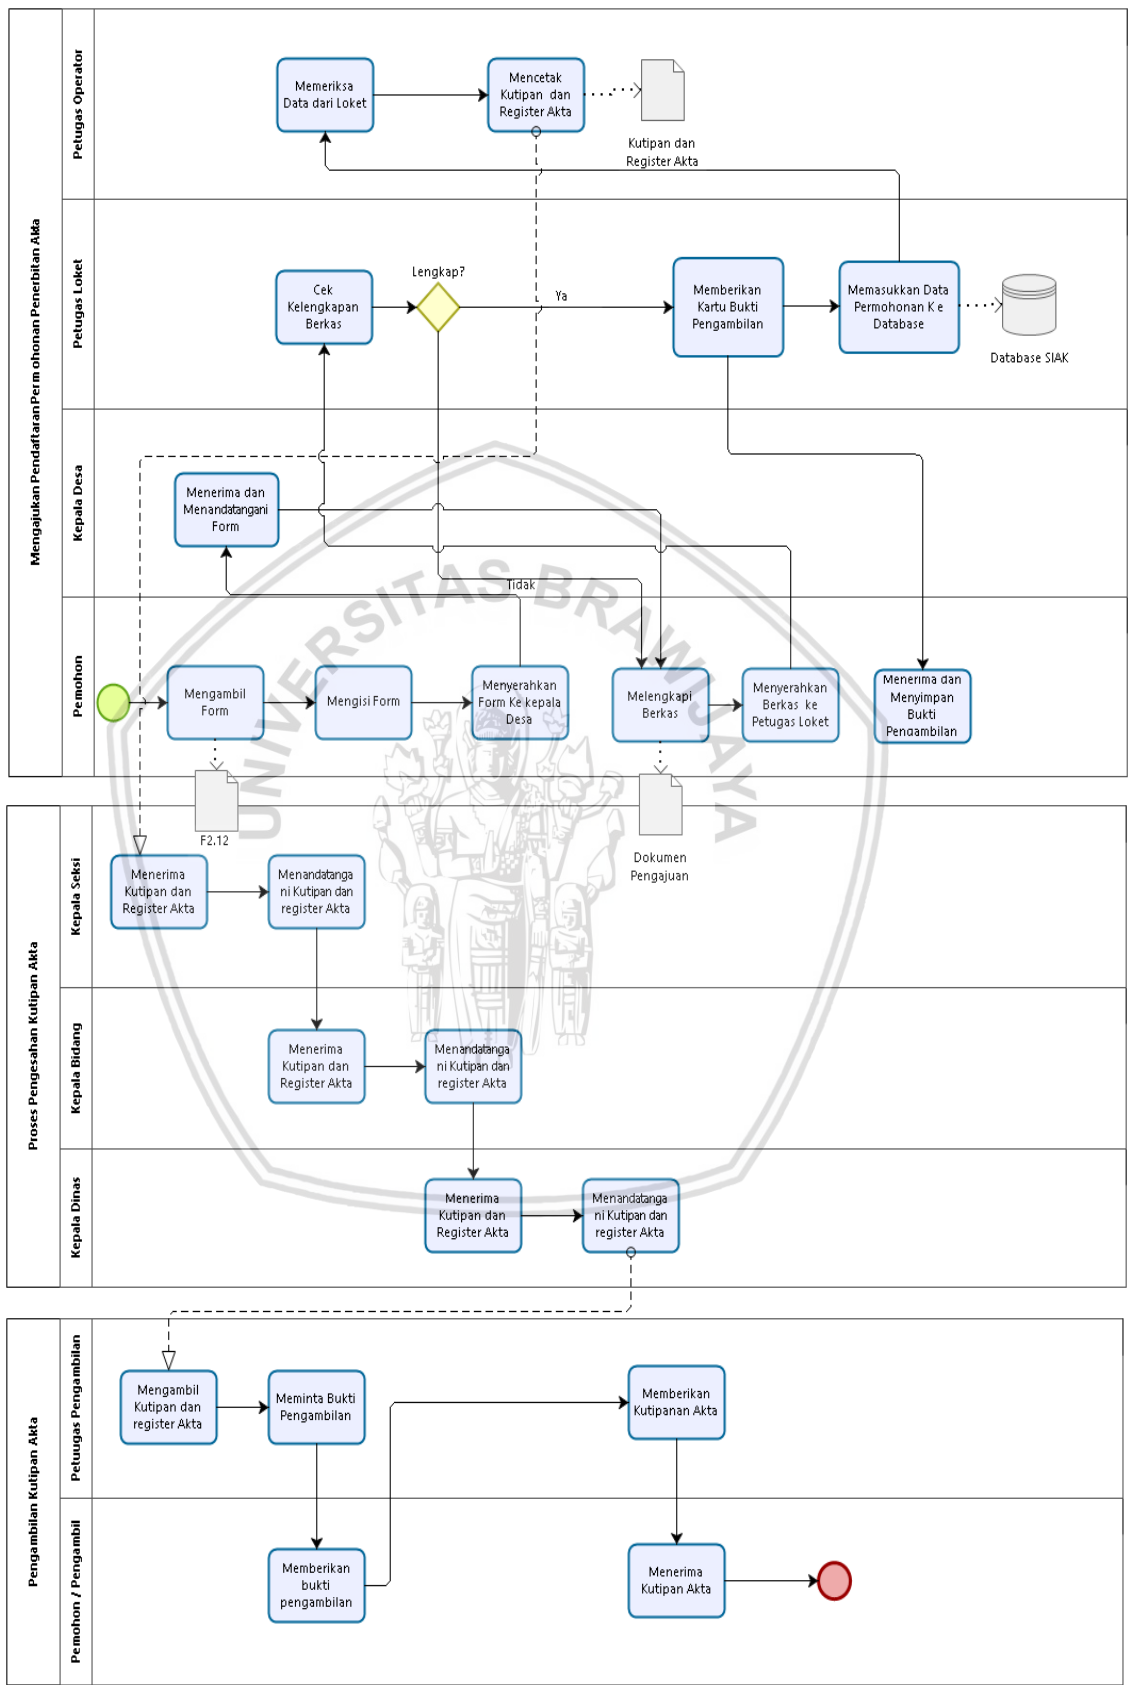 Mengajukan Pendaftaran Permohonan Penerbitan Akta
Petugas Operator
Memeriksa
Data dari Loket
Mencetak
Kutipan dan
Register Akta
Kutipan dan
Register Akta
Petugas Loket
Cek
Kelengkapan
Berkas
Lengkap?
Ya
Memberikan
Kartu Bukti
Pengambilan
Memasukkan Data
Permohonan Ke
Database
Database SIAK
Kepala Desa
Menerima dan
Menandatangani
Form
Tidak
Pemohon
Mengambil
Form
Mengisi Form
Menyerahkan
Form Ke kepala
Desa
Melengkapi
Berkas
Menyerahkan
Berkas ke
Petugas Loket
Menerima dan
Menyimpan
Bukti
Pengambilan
F2.12
Dokumen
Pengajuan
UNIVERSITAS BRAWIJAYA
Proses Pengesahan Kutipan Akta
Kepala Seksi
Menerima
Kutipan dan
Register Akta
Menandatanga
ni Kutipan dan
register Akta
Kepala Bidang
Menerima
Kutipan dan
Register Akta
Menandatanga
ni Kutipan dan
register Akta
Kepala Dinas
Menerima
Kutipan dan
Register Akta
Menandatanga
ni Kutipan dan
register Akta
Pengambilan Kutipan Akta
Petuugas Pengambilan
Mengambil
Kutipan dan
register Akta
Meminta Bukti
Pengambilan
Memberikan
Kutipanan Akta
Pemohon / Pengambil
Memberikan
bukti
pengambilan
Menerima
Kutipan Akta